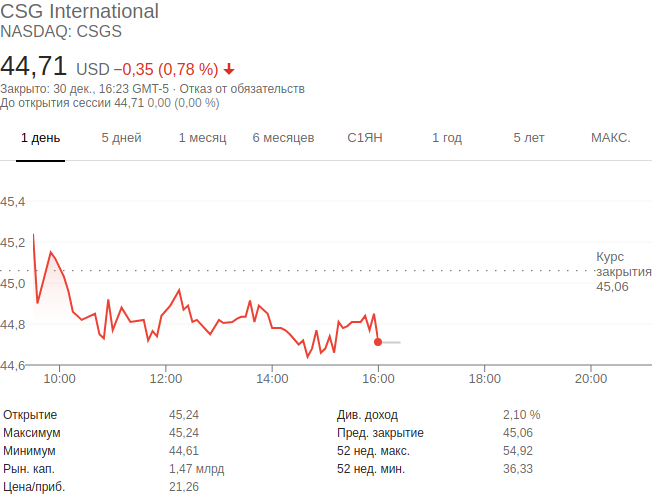 CSG International
NASDAQ: CSGS
44,71 USD −0,35 (0,78 %)
Закрыто: 30 дек., 16:23 GMT-5 · Отказ от обязательств
До открытия сессии 44,71 0,00 (0,00 %)
1 день 5 дней 1 месяц 6 месяцев С1ЯН 1 год 5 лет МАКС.
45,4
45,2
45,0
44,8
44,6
Курс
закрытия
45,06
10:00 12:00 14:00 16:00 18:00 20:00
Открытие 45,24 Див. доход 2,10 %
Максимум 45,24 Пред. закрытие 45,06
Минимум 44,61 52 нед. макс. 54,92
Рын. кап. 1,47 млрд 52 нед. мин. 36,33
Цена/приб. 21,26